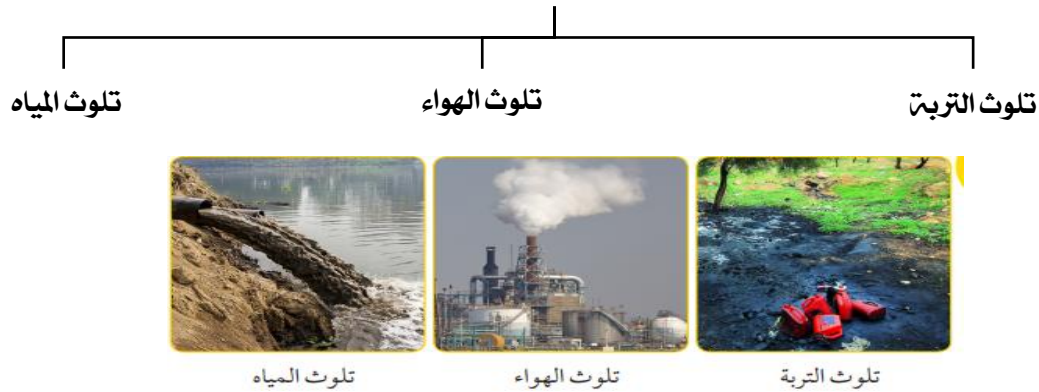 تلوث التربة
تلوث الهواء
تلوث المياه
تلوث التربة
تلوث الهواء
تلوث المياه